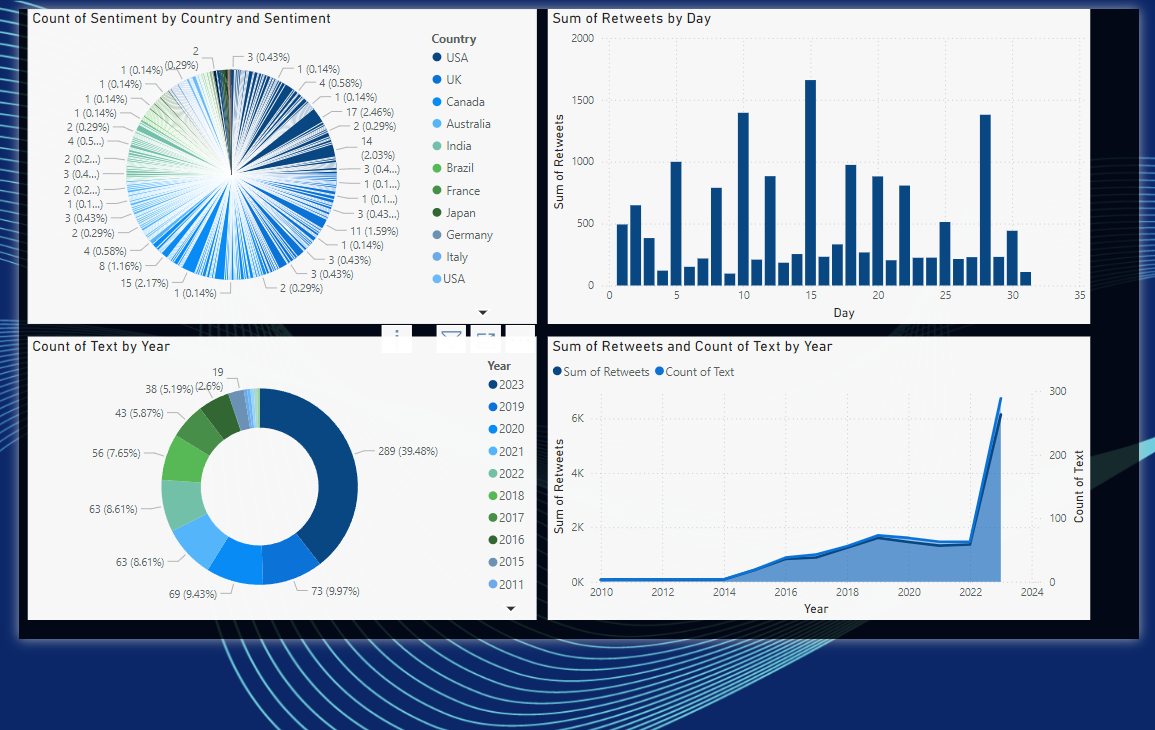 Count of Sentiment by Country and Sentiment
2
(0.29%)
3 (0.43%)
1 (0.14%)
4 (0.58%)
1 (0.14%)
17 (2.46%)
2 (0.29%)
14
(2.03%)
3 (0.4...)
1 (0.1...)
1 (0.1...)
3 (0.43...)
11 (1.59%)
1 (0.14%)
3 (0.43%)
3 (0.43%)
2 (0.29%)
1 (0.14%)
15 (2.17%)
8 (1.16%)
4 (0.58%)
2 (0.29%)
3 (0.43%)
1 (0.1...)
2 (0.2...)
3 (0.4...)
2 (0.2...)
4 (0.5...)
2 (0.29%)
1 (0.14%)
1 (0.14%)
1 (0.14%)
1 (0.14%)
Country
USA
UK
Canada
Australia
India
Brazil
France
Japan
Germany
Italy
USA
Sum of Retweets by Day
Sum of Retweets
2000
1500
1000
500
0
0 5 10 15 20 25 30 35
Day
Count of Text by Year
19
(2.6%)
38 (5.19%)
43 (5.87%)
56 (7.65%)
63 (8.61%)
63 (8.61%)
69 (9.43%)
73 (9.97%)
289 (39.48%)
Year
2023
2019
2020
2021
2022
2018
2017
2016
2015
2011
Sum of Retweets and Count of Text by Year
Sum of Retweets Count of Text
Sum of Retweets
6K
4K
2K
0K
300
200
100
0
Count of Text
2010 2012 2014 2016 2018 2020 2022 2024
Year